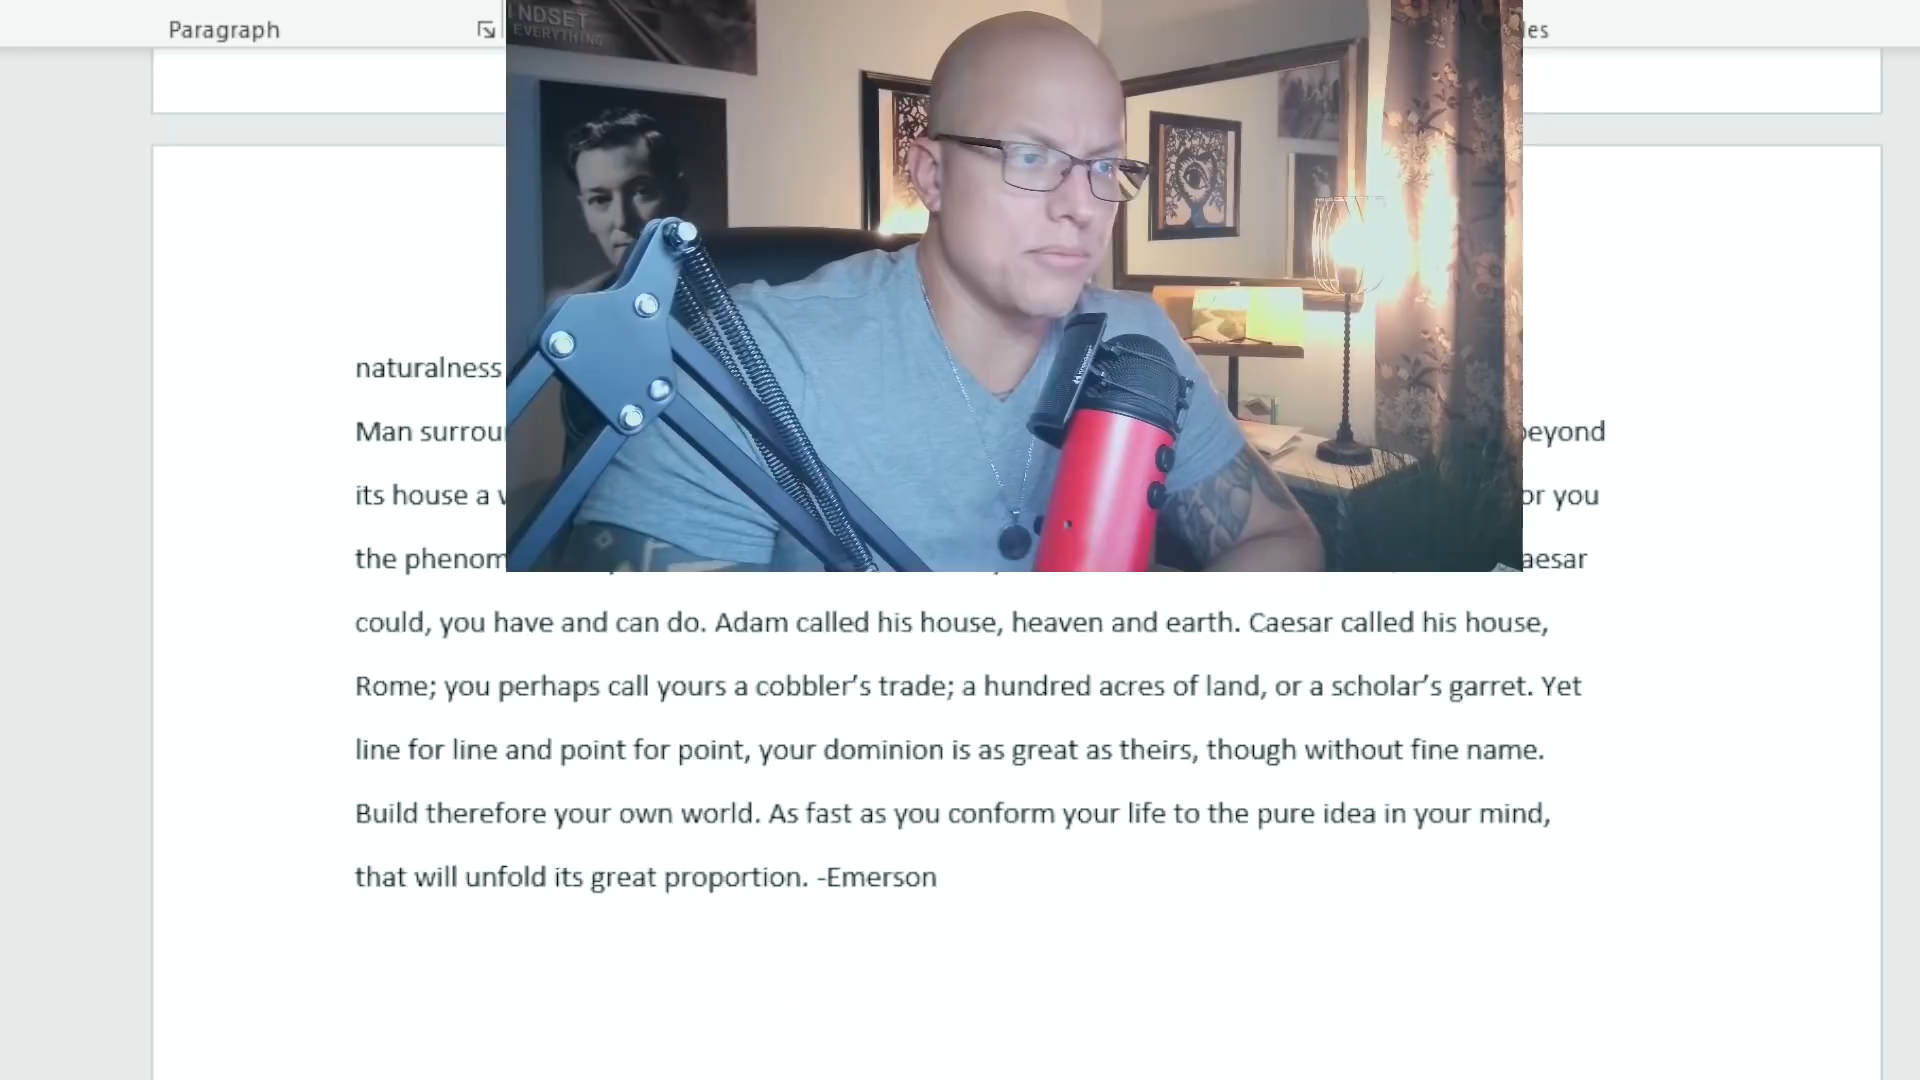 Paragraph
NDSET
EVERYTHING
naturalness
Man eyond
its house a or you
the phenom aesar
could, you have and can do. Adam called his house, heaven and earth. Caesar called his house,
Rome; you perhaps call yours a cobbler’s trade; a hundred acres of land, or a scholar’s garret. Yet
line for line and point for point, your dominion is as great as theirs, though without fine name.
Build therefore your own world. As fast as you conform your life to the pure idea in your mind,
that will unfold its great proportion. -Emerson